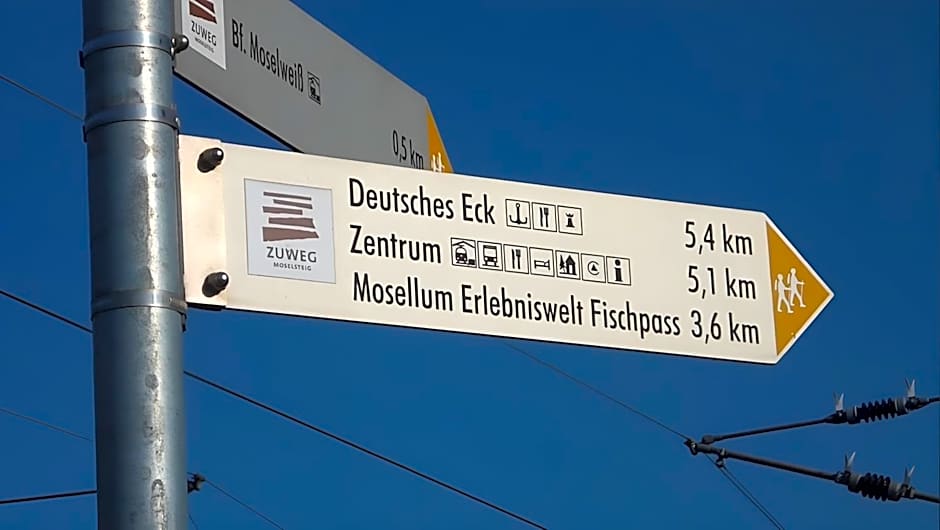 ZUWEG
MOSELSTEIG
Bf. Moselweiß
0,5 km
Deutsches Eck 5,4 km
Zentrum 5,1 km
Mosellum Erlebniswelt Fischpass 3,6 km
ZUWEG
MOSELSTEIG